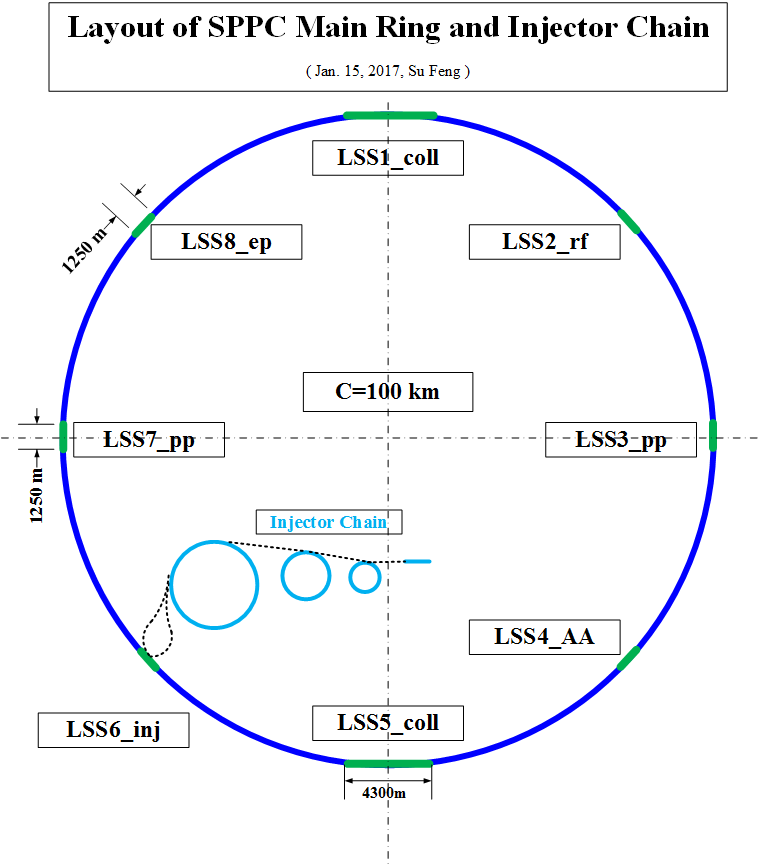 Layout of SPPC Main Ring and Injector Chain
( Jan. 15, 2017, Su Feng )
LSS1_coll
1250 m
LSS8_ep
LSS2_rf
C=100 km
LSS7_pp
LSS3_pp
1250 m
Injector Chain
LSS4_AA
LSS6_inj
LSS5_coll
4300m